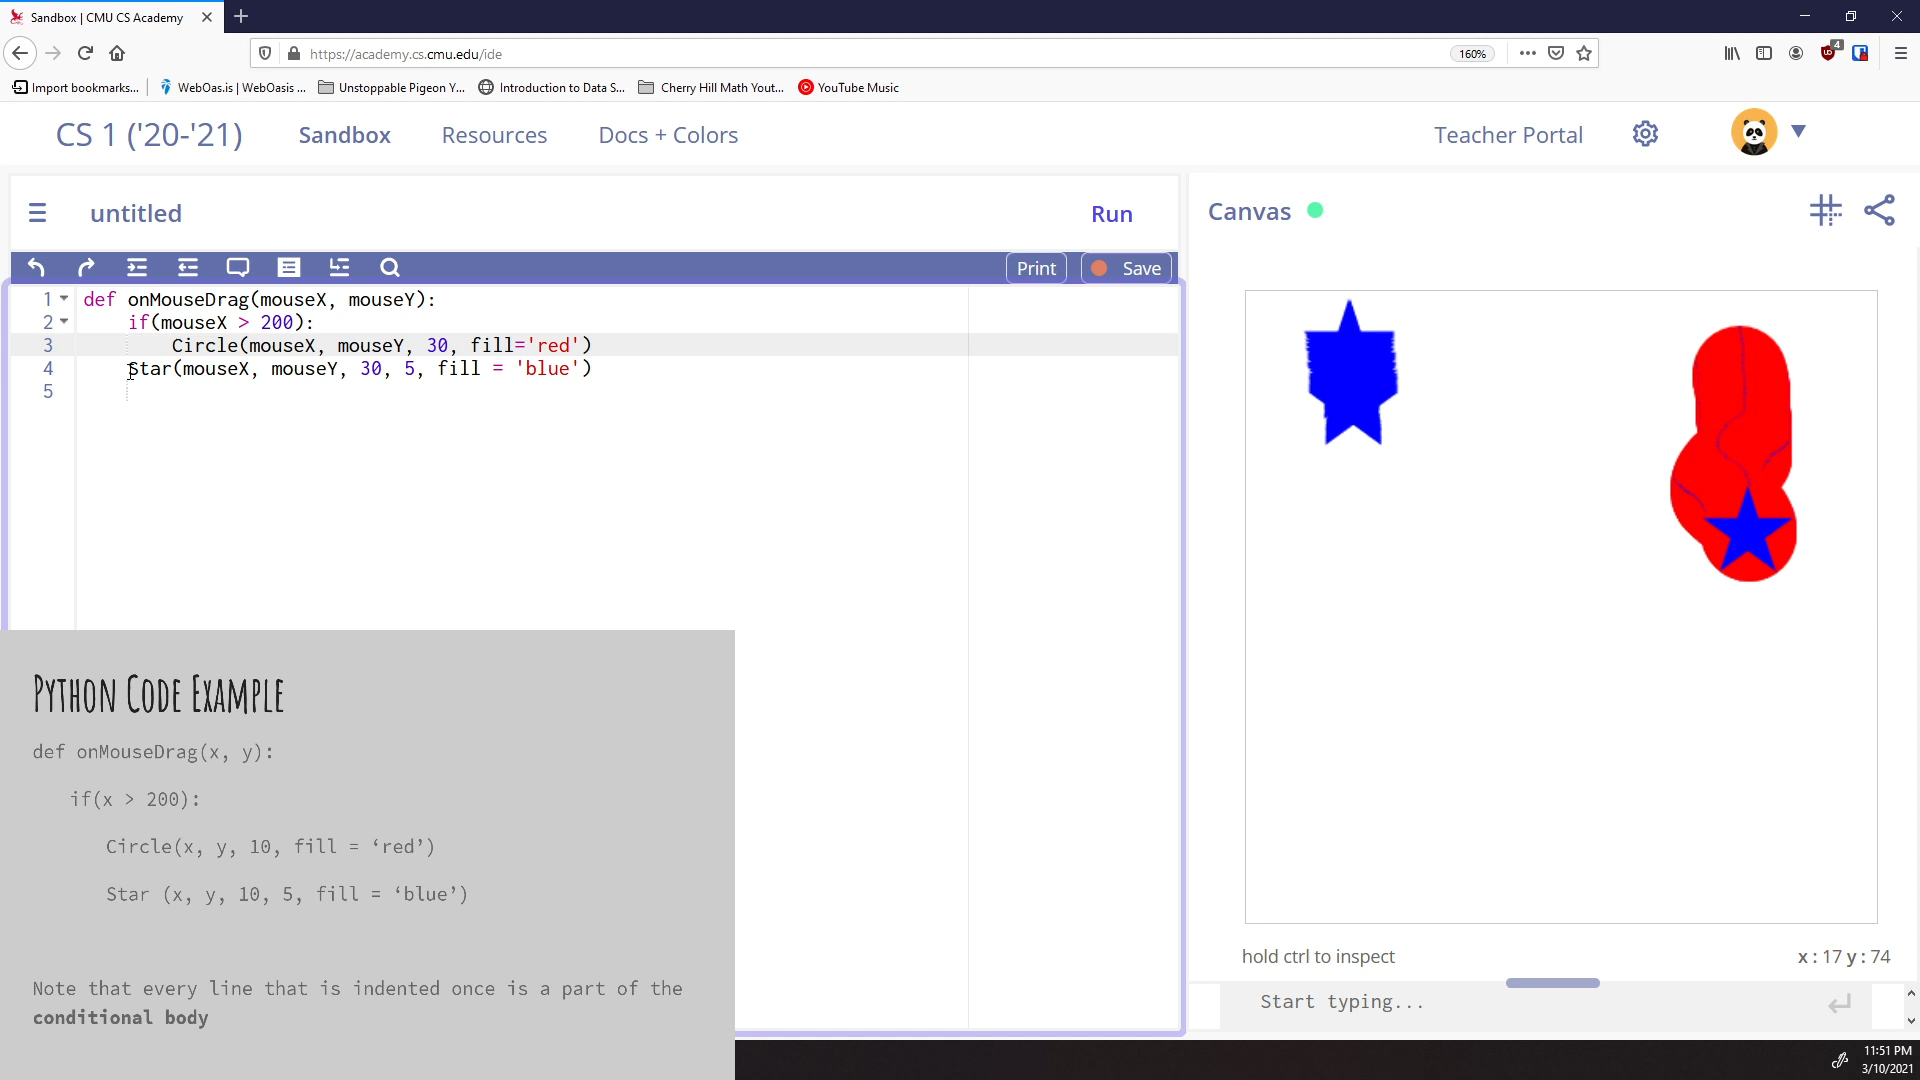 Sandbox | CMU CS Academy
https://academy.cs.cmu.edu/ide
160%
4
Import bookmarks...
WebOas.is | WebOasis ...
Unstoppable Pigeon Y...
Introduction to Data S...
Cherry Hill Math Yout...
YouTube Music
CS 1 ('20-'21)
Sandbox
Resources
Docs + Colors
Teacher Portal
untitled
Run
Print
Save
1 def onMouseDrag(mouseX, mouseY):
2 if(mouseX > 200):
3 Circle(mouseX, mouseY, 30, fill='red')
4 Star(mouseX, mouseY, 30, 5, fill = 'blue')
5
Canvas
hold ctrl to inspect
x:17 y:74
Start typing...
Python Code Example
def onMouseDrag(x, y):
if(x > 200):
Circle(x, y, 10, fill = ‘red’)
Star (x, y, 10, 5, fill = ‘blue’)
Note that every line that is indented once is a part of the
conditional body
11:51 PM
3/10/2021